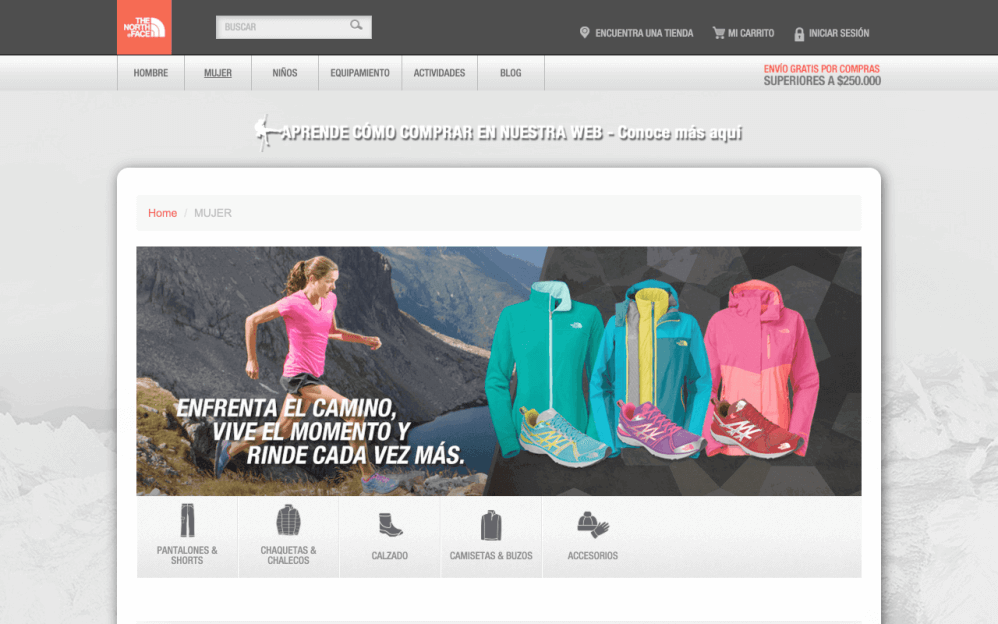 THE
NORTH
FACE
BUSCAR
ENCUENTRA UNA TIENDA
MI CARRITO
INICIAR SESIÓN
HOMBRE
MUJER
NIÑOS
EQUIPAMIENTO
ACTIVIDADES
BLOG
ENVÍO GRATIS POR COMPRAS
SUPERIORES A $250.000
APRENDE CÓMO COMPRAR EN NUESTRA WEB - Conoce más aquí
Home / MUJER
ENFRENTA EL CAMINO,
VIVE EL MOMENTO Y
RINDE CADA VEZ MÁS.
PANTALONES &
SHORTS
CHAQUETAS &
CHALECOS
CALZADO
CAMISETAS & BUZOS
ACCESORIOS